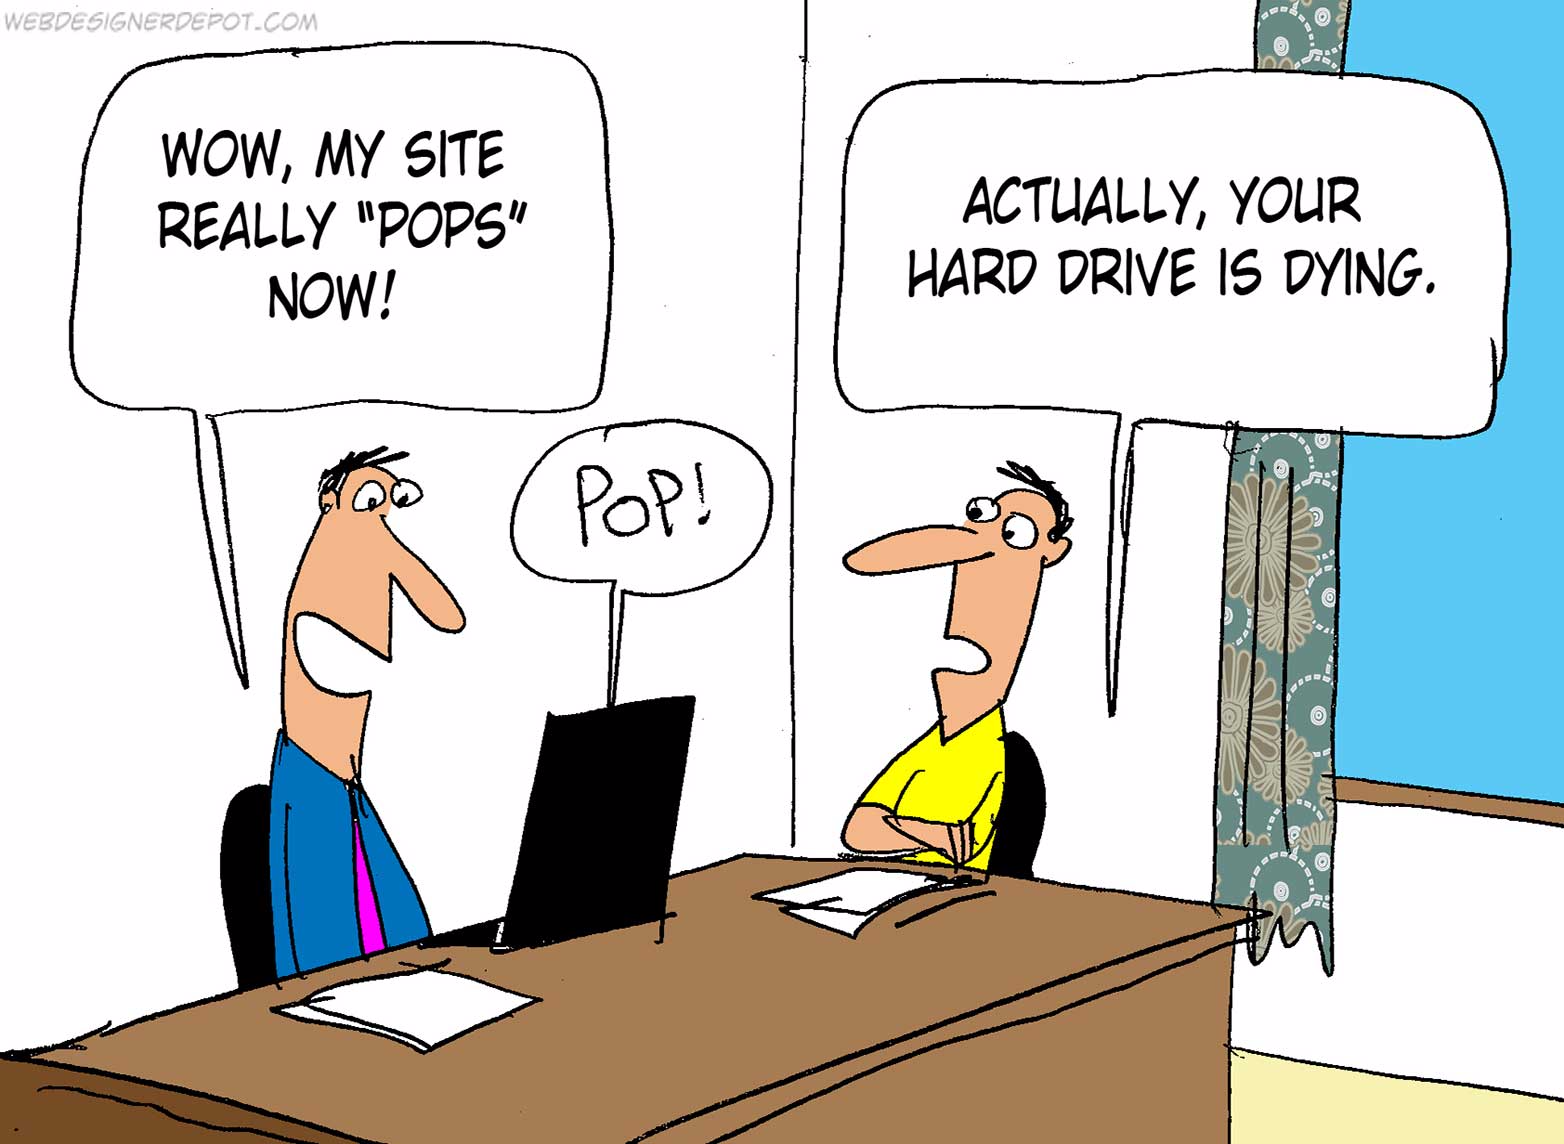 WEBDESIGNERDEPOT.COM
WOW, MY SITE
REALLY "POPS"
NOW!
POP!
ACTUALLY, YOUR
HARD DRIVE IS DYING.